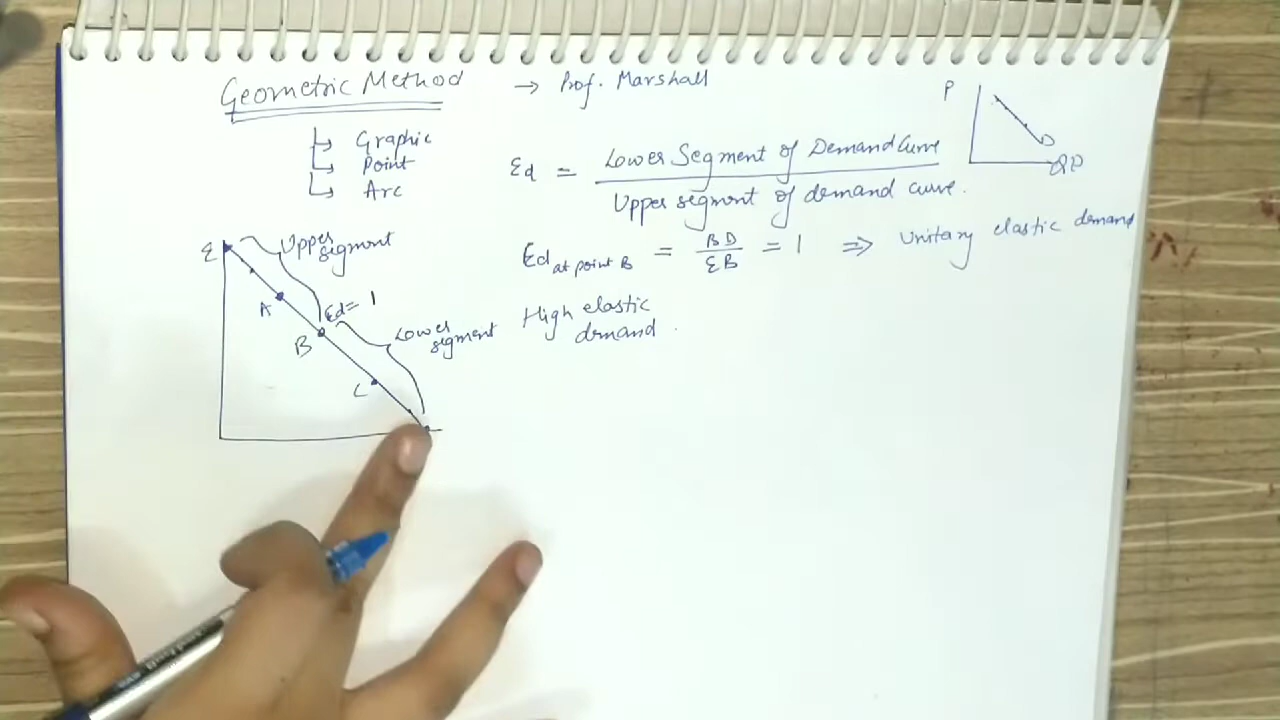 Geometric Method → Prof. Marshall
Graphic
Point
Arc
Ed = Lower Segment of Demand Curve
Upper segment of demand curve.
P
D
QD
Ed at point B = BD / EB = 1 ⇒ Unitary elastic demand
High elastic
demand.
E
Upper
segment
A
Ed= 1
B
Lower
segment
C